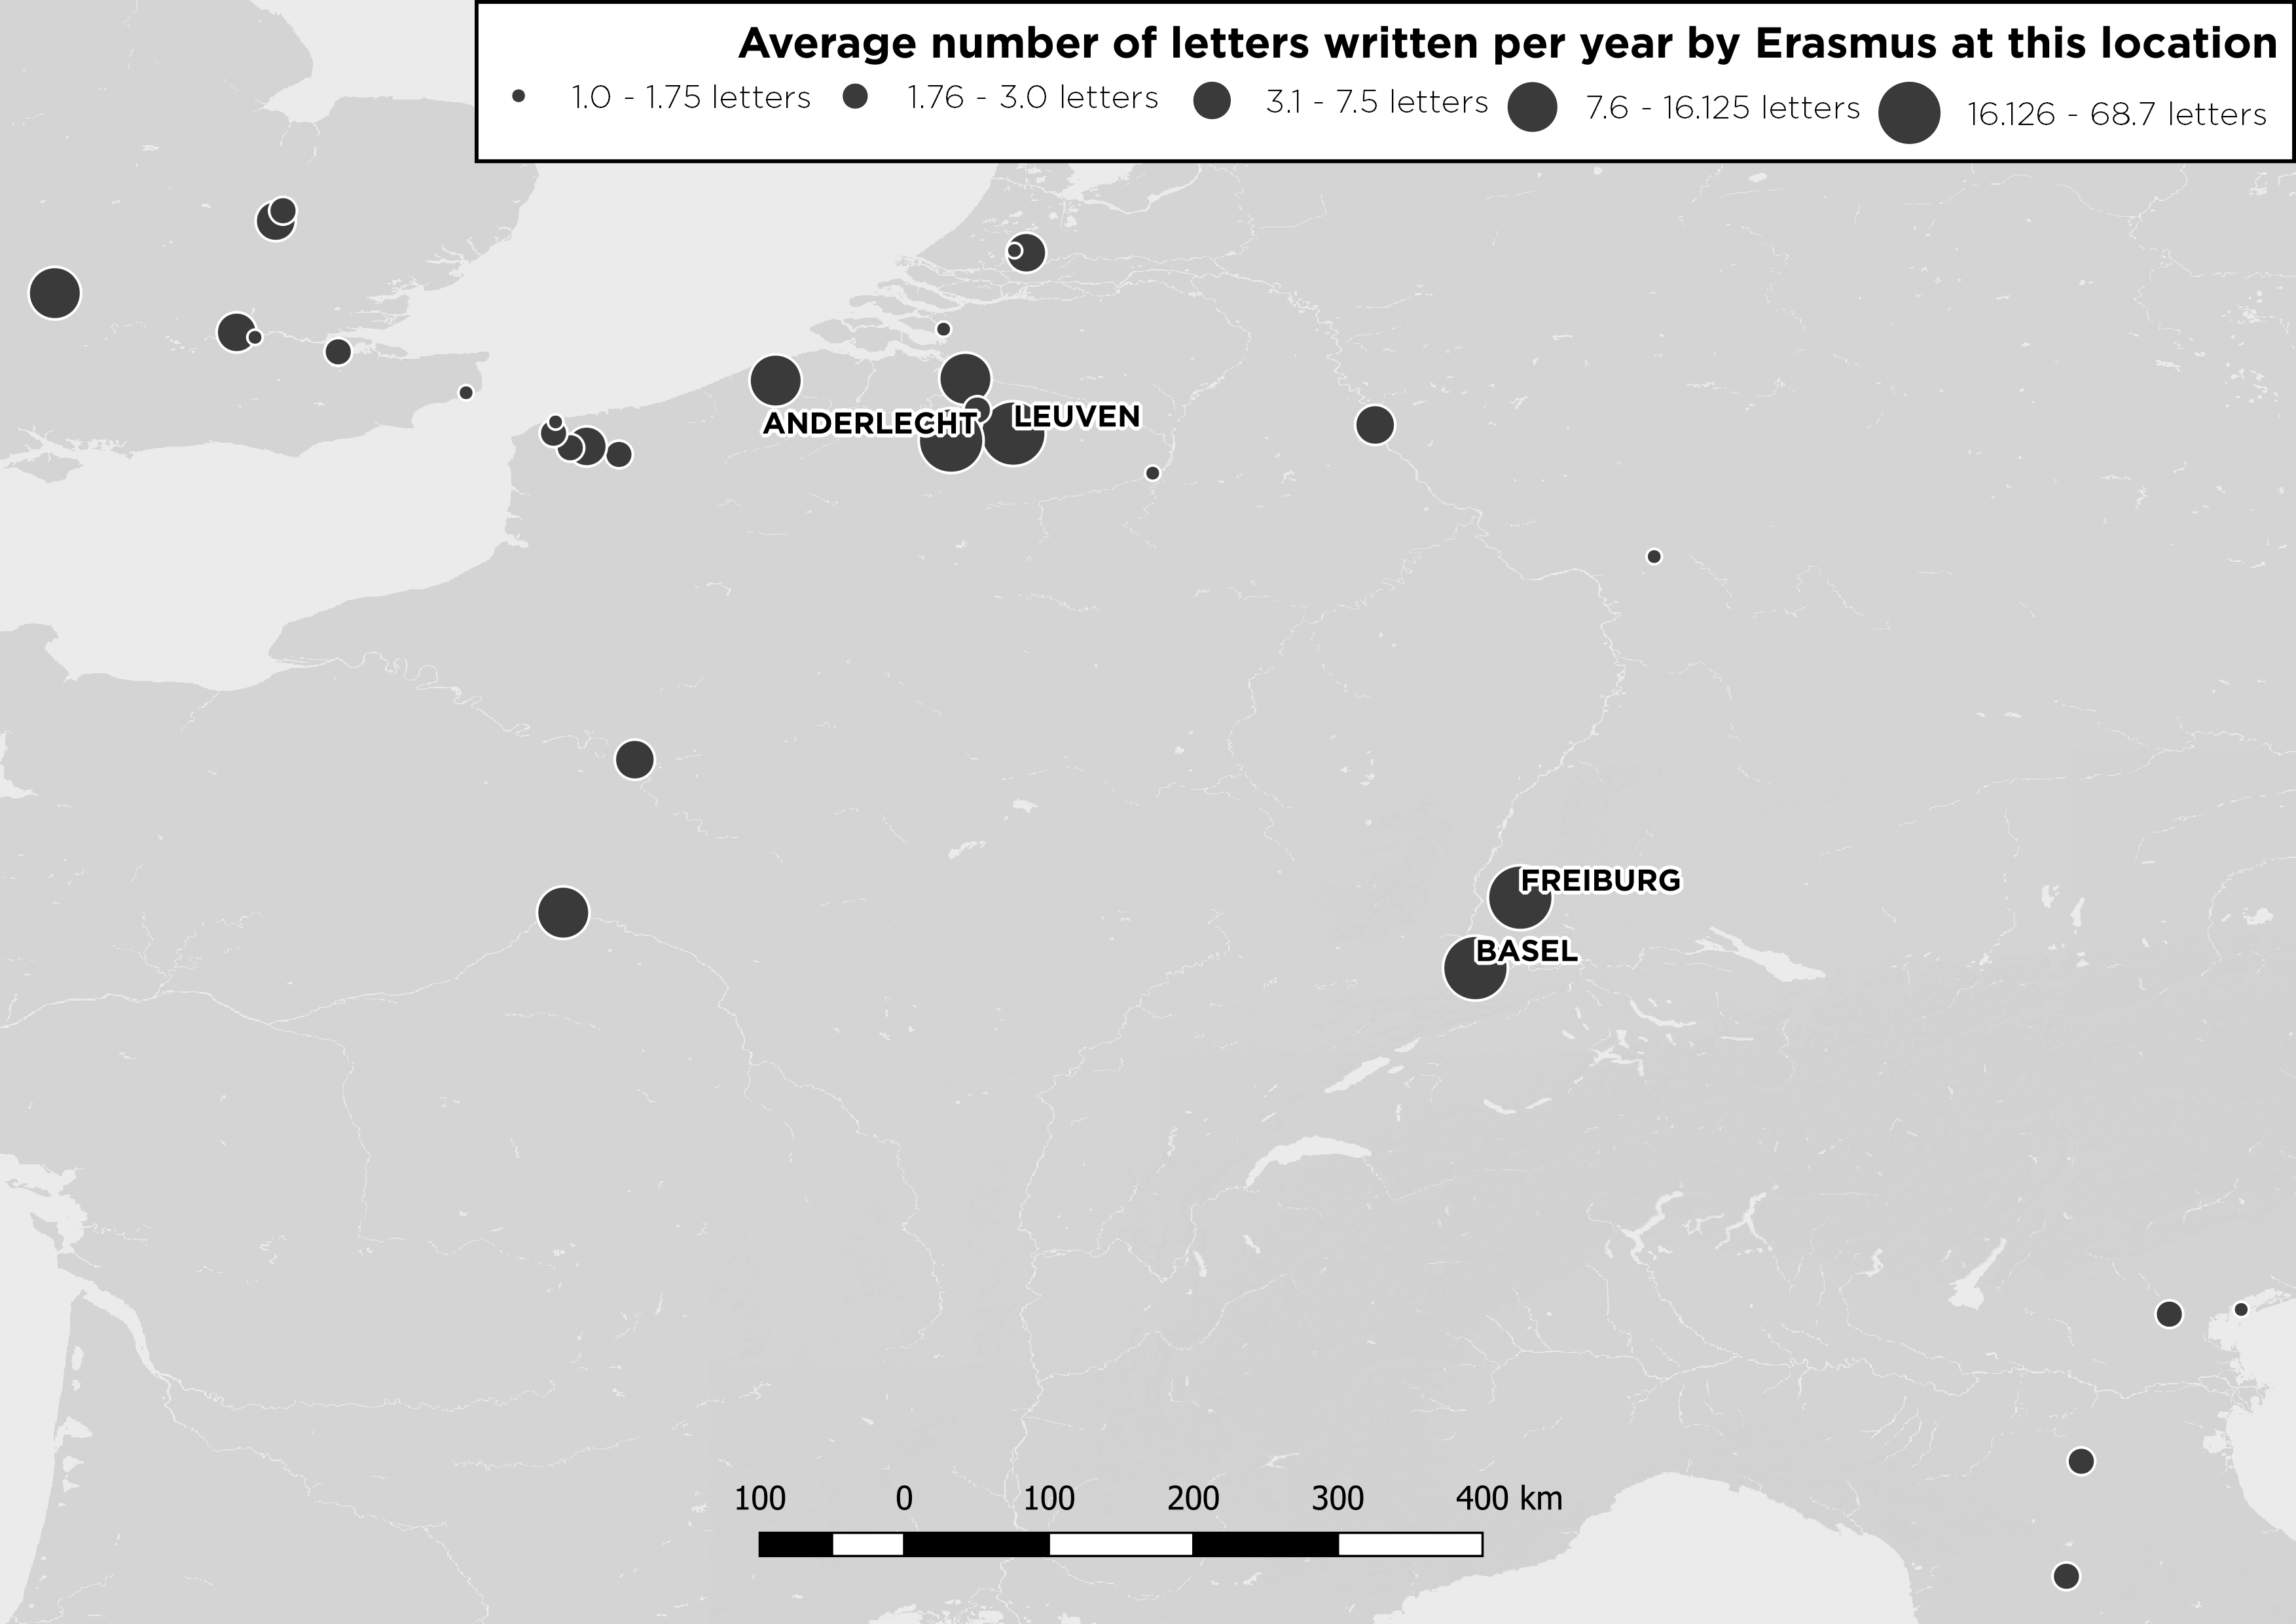 Average number of letters written per year by Erasmus at this location
1.0 - 1.75 letters 1.76 - 3.0 letters 3.1 - 7.5 letters 7.6 - 16.125 letters 16.126 - 68.7 letters
ANDERLECHT LEUVEN
FREIBURG
BASEL
100 0 100 200 300 400 km